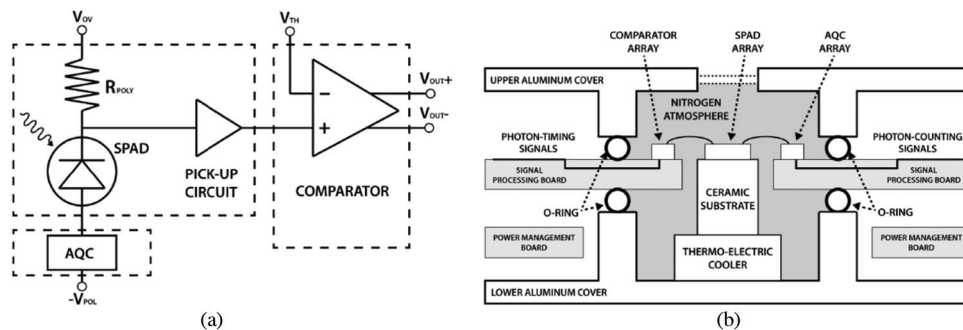 VOV
VTH
RPOLY
VOUT+
VOUT-
−
+
SPAD
PICK-UP
CIRCUIT
COMPARATOR
AQC
-VPOL
(a)
COMPARATOR
ARRAY
SPAD
ARRAY
AQC
ARRAY
UPPER ALUMINUM COVER
NITROGEN
ATMOSPHERE
PHOTON-TIMING
SIGNALS
PHOTON-COUNTING
SIGNALS
SIGNAL
PROCESSING BOARD
SIGNAL
PROCESSING BOARD
CERAMIC
SUBSTRATE
O-RING
O-RING
POWER MANAGEMENT
BOARD
POWER MANAGEMENT
BOARD
THERMO-ELECTRIC
COOLER
LOWER ALUMINUM COVER
(b)